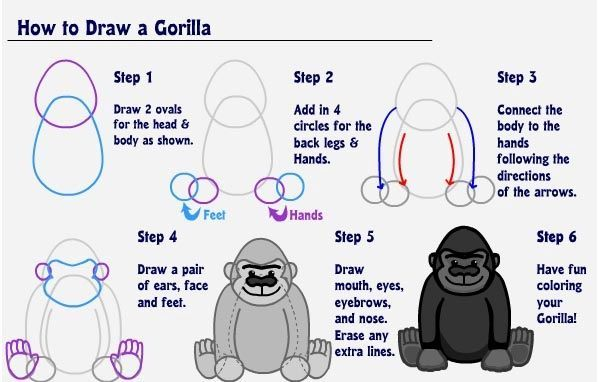 How to Draw a Gorilla
Step 1
Draw 2 ovals
for the head &
body as shown.
Step 2
Add in 4
circles for the
back legs &
Hands.
Feet
Hands
Step 3
Connect the
body to the
hands
following the
directions
of the arrows.
Step 4
Draw a pair
of ears, face
and feet.
Step 5
Draw
mouth, eyes,
eyebrows,
and nose.
Erase any
extra lines.
Step 6
Have fun
coloring
your
Gorilla!